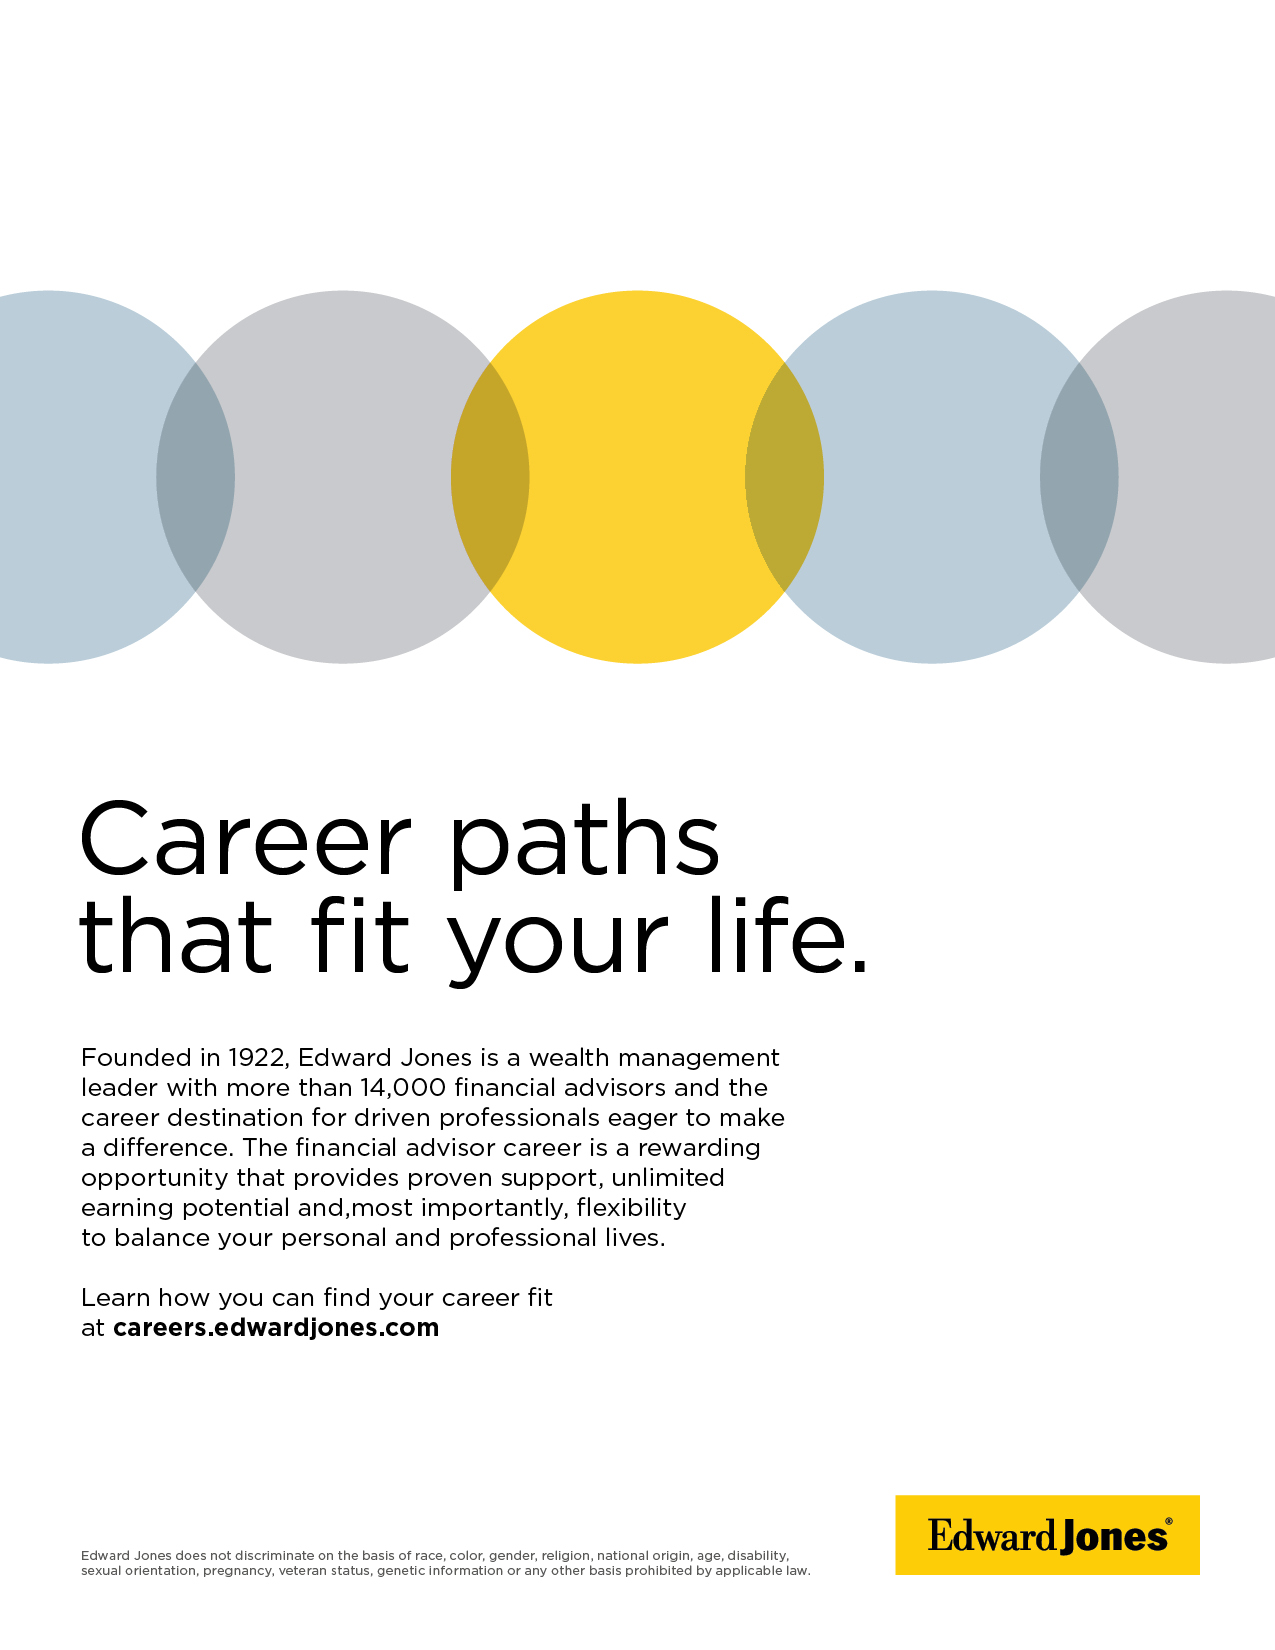 Career paths
that fit your life.
Founded in 1922, Edward Jones is a wealth management
leader with more than 14,000 financial advisors and the
career destination for driven professionals eager to make
a difference. The financial advisor career is a rewarding
opportunity that provides proven support, unlimited
earning potential and,most importantly, flexibility
to balance your personal and professional lives.
Learn how you can find your career fit
at careers.edwardjones.com
Edward Jones®
Edward Jones does not discriminate on the basis of race, color, gender, religion, national origin, age, disability,
sexual orientation, pregnancy, veteran status, genetic information or any other basis prohibited by applicable law.